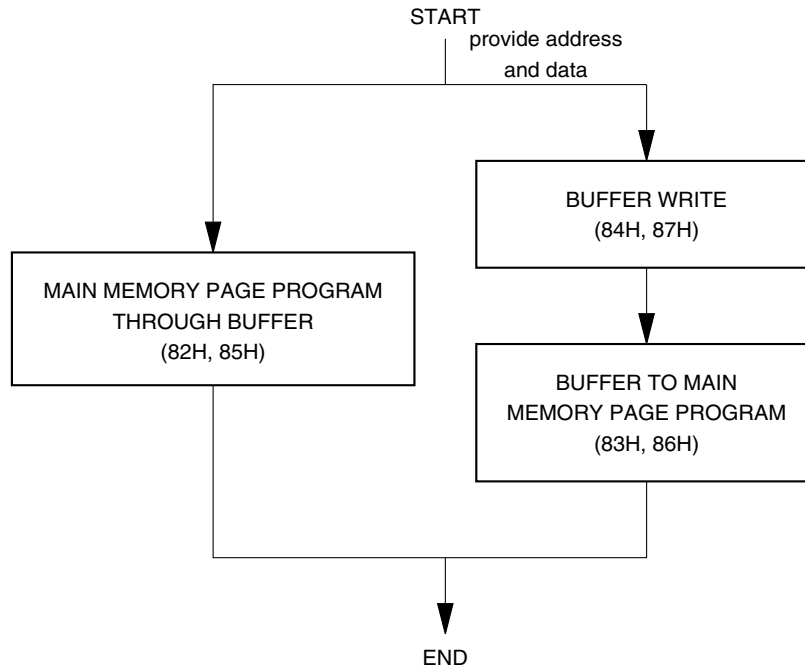 START
provide address
and data
BUFFER WRITE
(84H, 87H)
MAIN MEMORY PAGE PROGRAM
THROUGH BUFFER
(82H, 85H)
BUFFER TO MAIN
MEMORY PAGE PROGRAM
(83H, 86H)
END